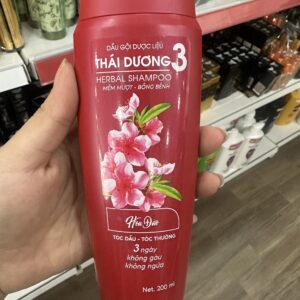 DẦU GỘI DƯỢC LIỆU
THÁI DƯƠNG 3
HERBAL SHAMPOO
MỀM MƯỢT - BỒNG BỀNH
Hoa Đào
TÓC DẦU - TÓC THƯỜNG
3 ngày
không gàu
không ngứa
Net. 200 ml